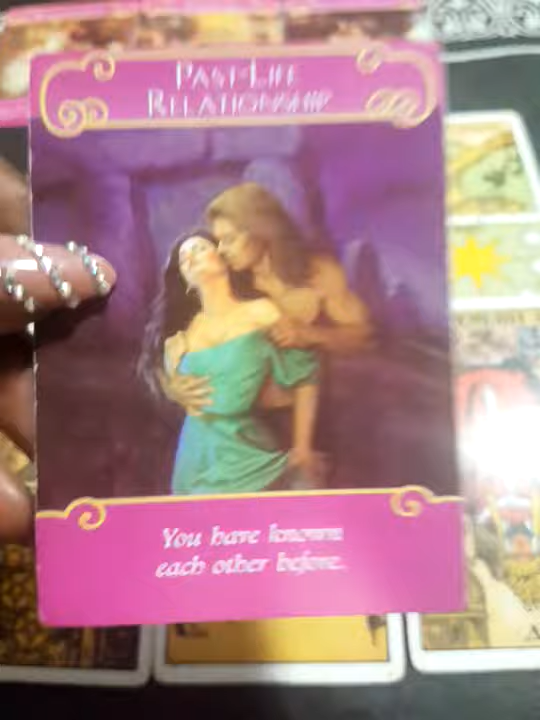 Past-Life
Relationship
You have known
each other before.